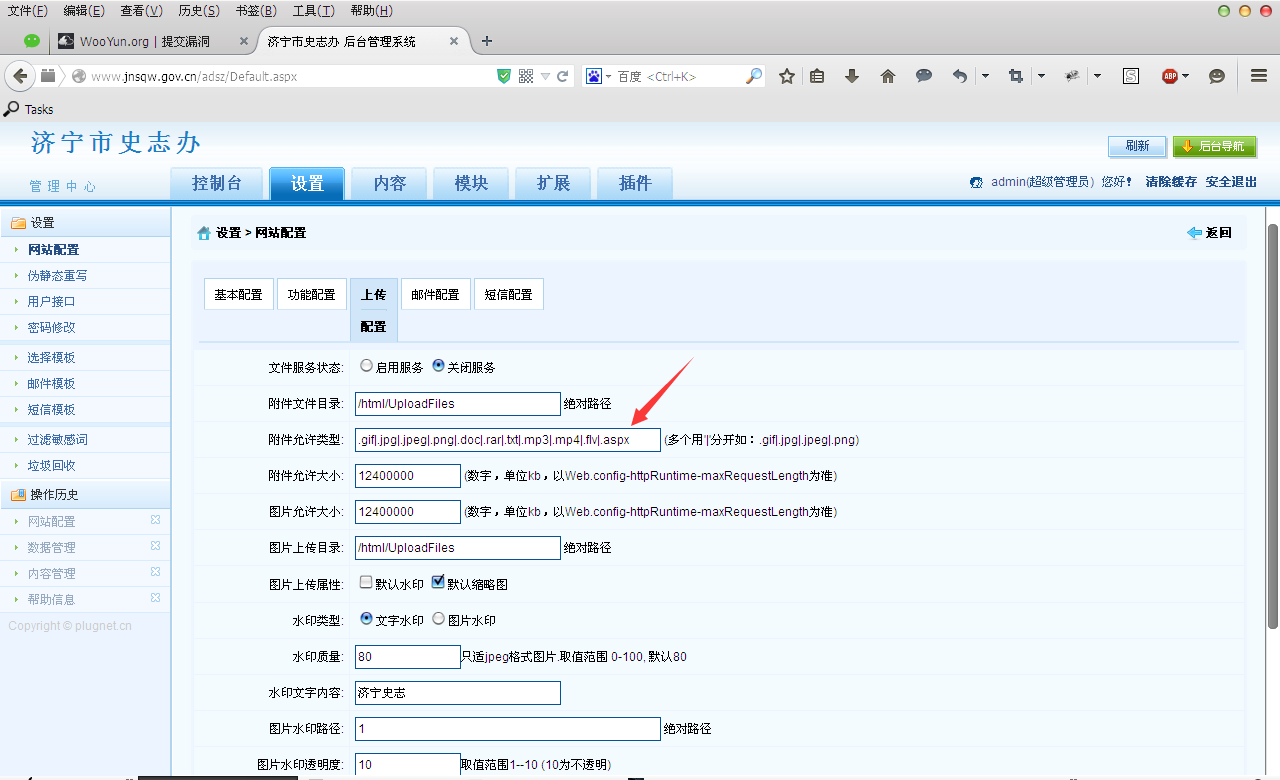 文件(F) 编辑(E) 查看(V) 历史(S) 书签(B) 工具(T) 帮助(H)
WooYun.org | 提交漏洞 济宁市史志办 后台管理系统
www.jnsqw.gov.cn/adsz/Default.aspx 百度 <Ctrl+K> S ABP
Tasks
济宁市史志办
刷新 后台导航
管理中心 控制台 设置 内容 模块 扩展 插件 admin(超级管理员) 您好! 清除缓存 安全退出
设置
设置 > 网站配置 返回
网站配置
伪静态重写
用户接口
密码修改
选择模板
邮件模板
短信模板
过滤敏感词
垃圾回收
操作历史
网站配置
数据管理
内容管理
帮助信息
Copyright © plugnet.cn
基本配置 功能配置 上传配置 邮件配置 短信配置
文件服务状态: 启用服务 关闭服务
附件文件目录: /html/UploadFiles 绝对路径
附件允许类型: .gif|.jpg|.jpeg|.png|.doc|.rar|.txt|.mp3|.mp4|.flv|.aspx (多个用'|'分开如：.gif|.jpg|.jpeg|.png)
附件允许大小: 12400000 (数字，单位kb，以Web.config-httpRuntime-maxRequestLength为准)
图片允许大小: 12400000 (数字，单位kb，以Web.config-httpRuntime-maxRequestLength为准)
图片上传目录: /html/UploadFiles 绝对路径
图片上传属性: 默认水印 默认缩略图
水印类型: 文字水印 图片水印
水印质量: 80 只适jpeg格式图片.取值范围 0-100, 默认80
水印文字内容: 济宁史志
图片水印路径: 1 绝对路径
图片水印透明度: 10 取值范围1--10 (10为不透明)